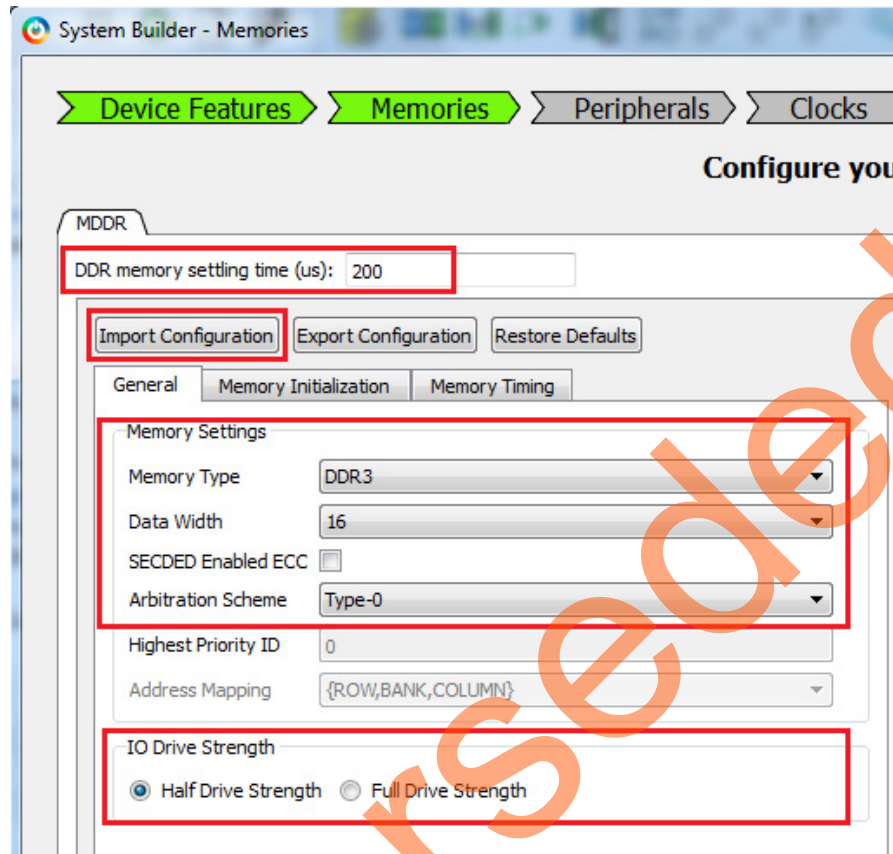 System Builder - Memories
Device Features Memories Peripherals Clocks
Configure you
MDDR
DDR memory settling time (us): 200
Import Configuration Export Configuration Restore Defaults
General Memory Initialization Memory Timing
Memory Settings
Memory Type DDR3
Data Width 16
SECDED Enabled ECC
Arbitration Scheme Type-0
Highest Priority ID 0
Address Mapping {ROW,BANK,COLUMN}
IO Drive Strength
Half Drive Strength Full Drive Strength
rseded